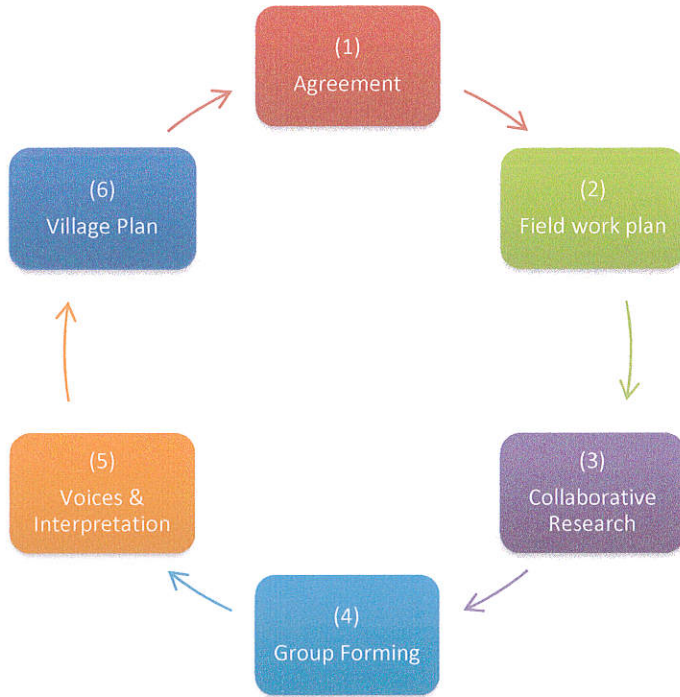 (1)
Agreement
(2)
Field work plan
(3)
Collaborative
Research
(4)
Group Forming
(5)
Voices &
Interpretation
(6)
Village Plan